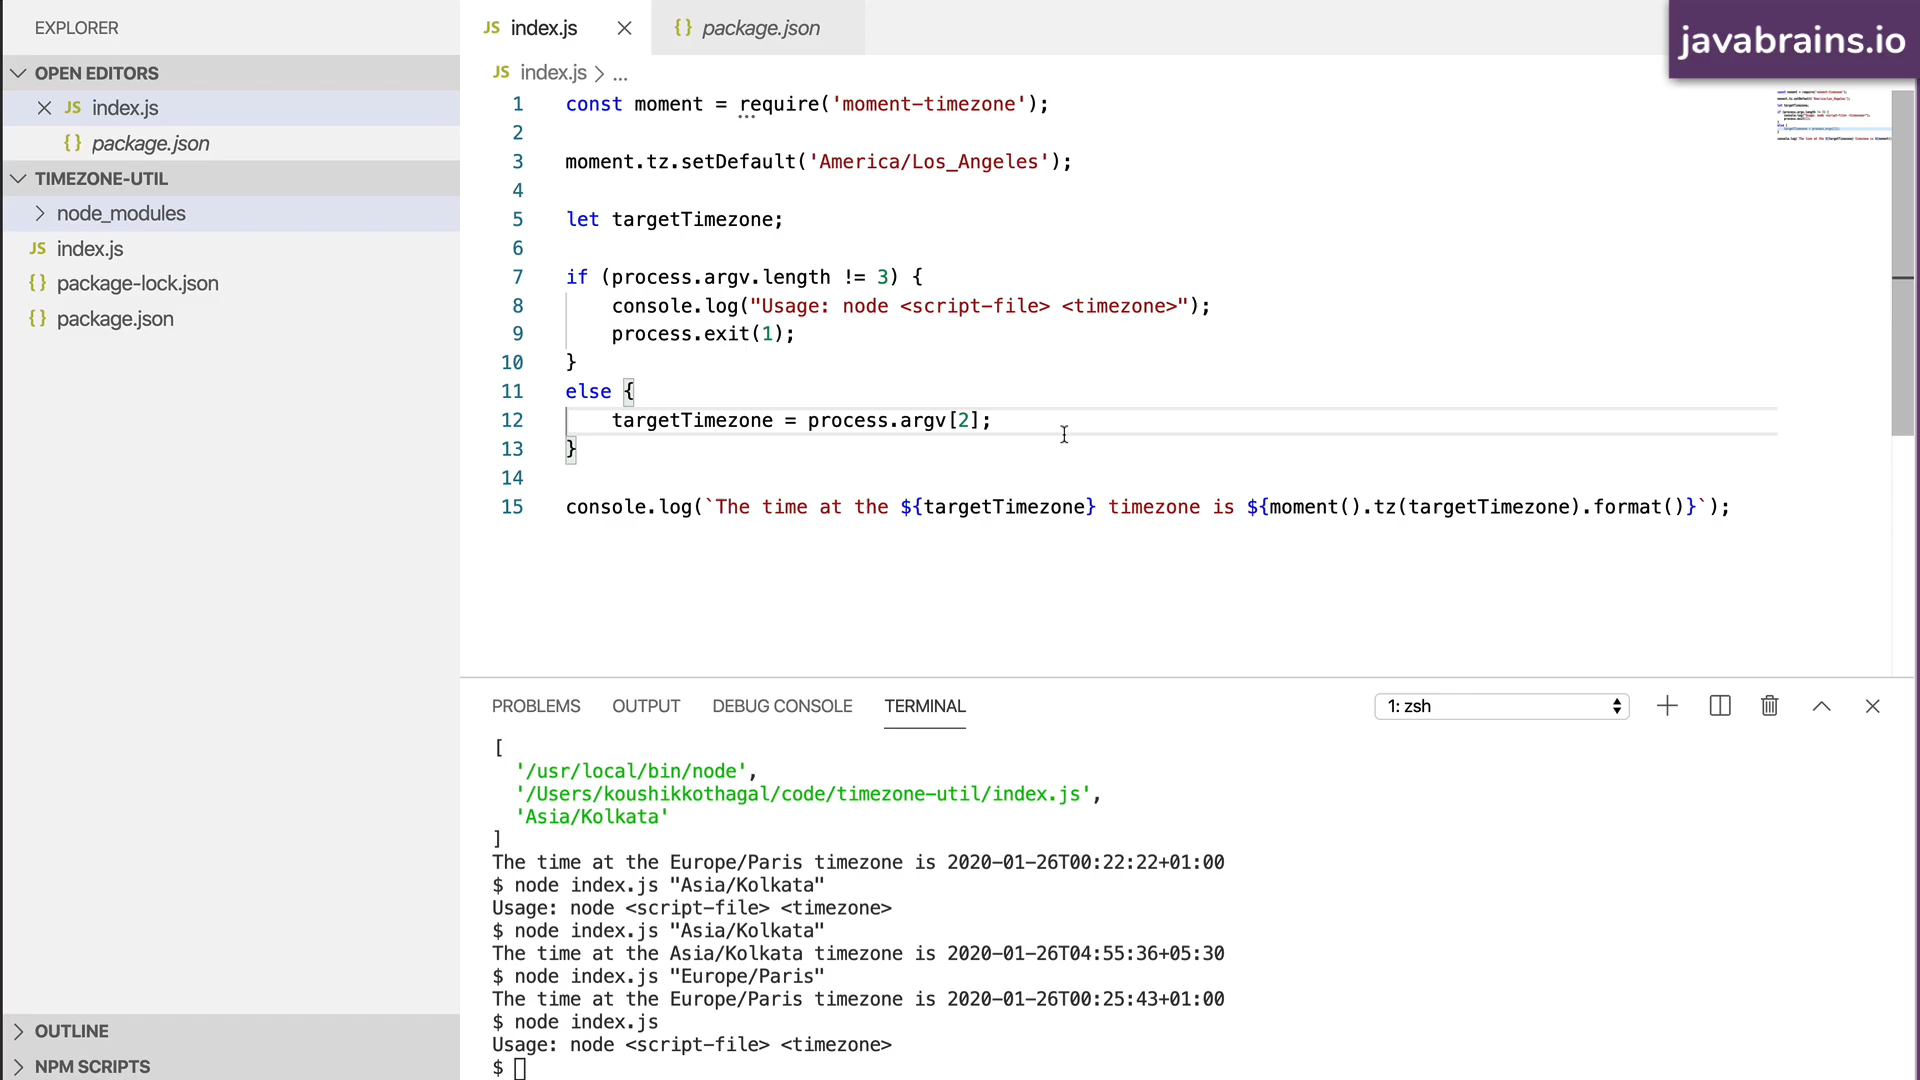 EXPLORER
OPEN EDITORS
JS index.js
{} package.json
TIMEZONE-UTIL
node_modules
JS index.js
{} package-lock.json
{} package.json
OUTLINE
NPM SCRIPTS
JS index.js
{} package.json
javabrains.io
JS index.js > ...
1 const moment = require('moment-timezone');
2
3 moment.tz.setDefault('America/Los_Angeles');
4
5 let targetTimezone;
6
7 if (process.argv.length != 3) {
8 console.log("Usage: node <script-file> <timezone>");
9 process.exit(1);
10 }
11 else {
12 targetTimezone = process.argv[2];
13 }
14
15 console.log(`The time at the ${targetTimezone} timezone is ${moment().tz(targetTimezone).format()}`);
PROBLEMS OUTPUT DEBUG CONSOLE TERMINAL 1: zsh
[
'/usr/local/bin/node',
'/Users/koushikkothagal/code/timezone-util/index.js',
'Asia/Kolkata'
]
The time at the Europe/Paris timezone is 2020-01-26T00:22:22+01:00
$ node index.js "Asia/Kolkata"
Usage: node <script-file> <timezone>
$ node index.js "Asia/Kolkata"
The time at the Asia/Kolkata timezone is 2020-01-26T04:55:36+05:30
$ node index.js "Europe/Paris"
The time at the Europe/Paris timezone is 2020-01-26T00:25:43+01:00
$ node index.js
Usage: node <script-file> <timezone>
$